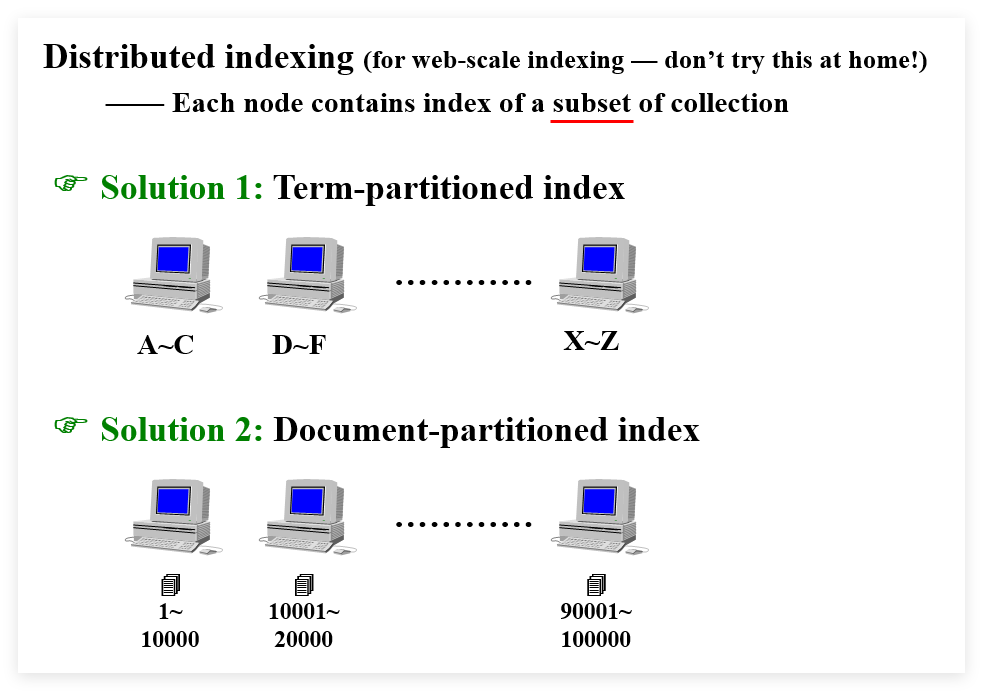 Distributed indexing (for web-scale indexing — don’t try this at home!)
—— Each node contains index of a subset of collection
☞ Solution 1: Term-partitioned index
…………
A~C D~F X~Z
☞ Solution 2: Document-partitioned index
…………
1~ 10001~ 90001~
10000 20000 100000